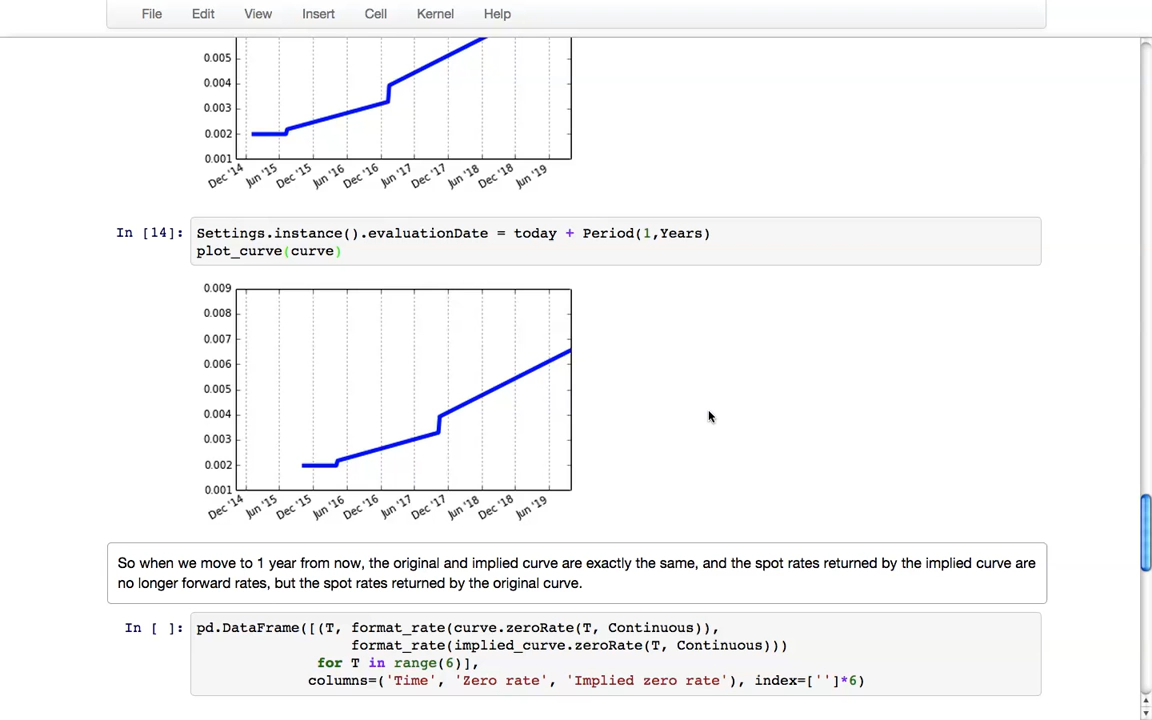 File Edit View Insert Cell Kernel Help
0.005
0.004
0.003
0.002
0.001
Dec '14 Jun '15 Dec '15 Jun '16 Dec '16 Jun '17 Dec '17 Jun '18 Dec '18 Jun '19
In [14]: Settings.instance().evaluationDate = today + Period(1,Years)
plot_curve(curve)
0.009
0.008
0.007
0.006
0.005
0.004
0.003
0.002
0.001
Dec '14 Jun '15 Dec '15 Jun '16 Dec '16 Jun '17 Dec '17 Jun '18 Dec '18 Jun '19
So when we move to 1 year from now, the original and implied curve are exactly the same, and the spot rates returned by the implied curve are
no longer forward rates, but the spot rates returned by the original curve.
In [ ]: pd.DataFrame([(T, format_rate(curve.zeroRate(T, Continuous)),
format_rate(implied_curve.zeroRate(T, Continuous)))
for T in range(6)],
columns=('Time', 'Zero rate', 'Implied zero rate'), index=['']*6)